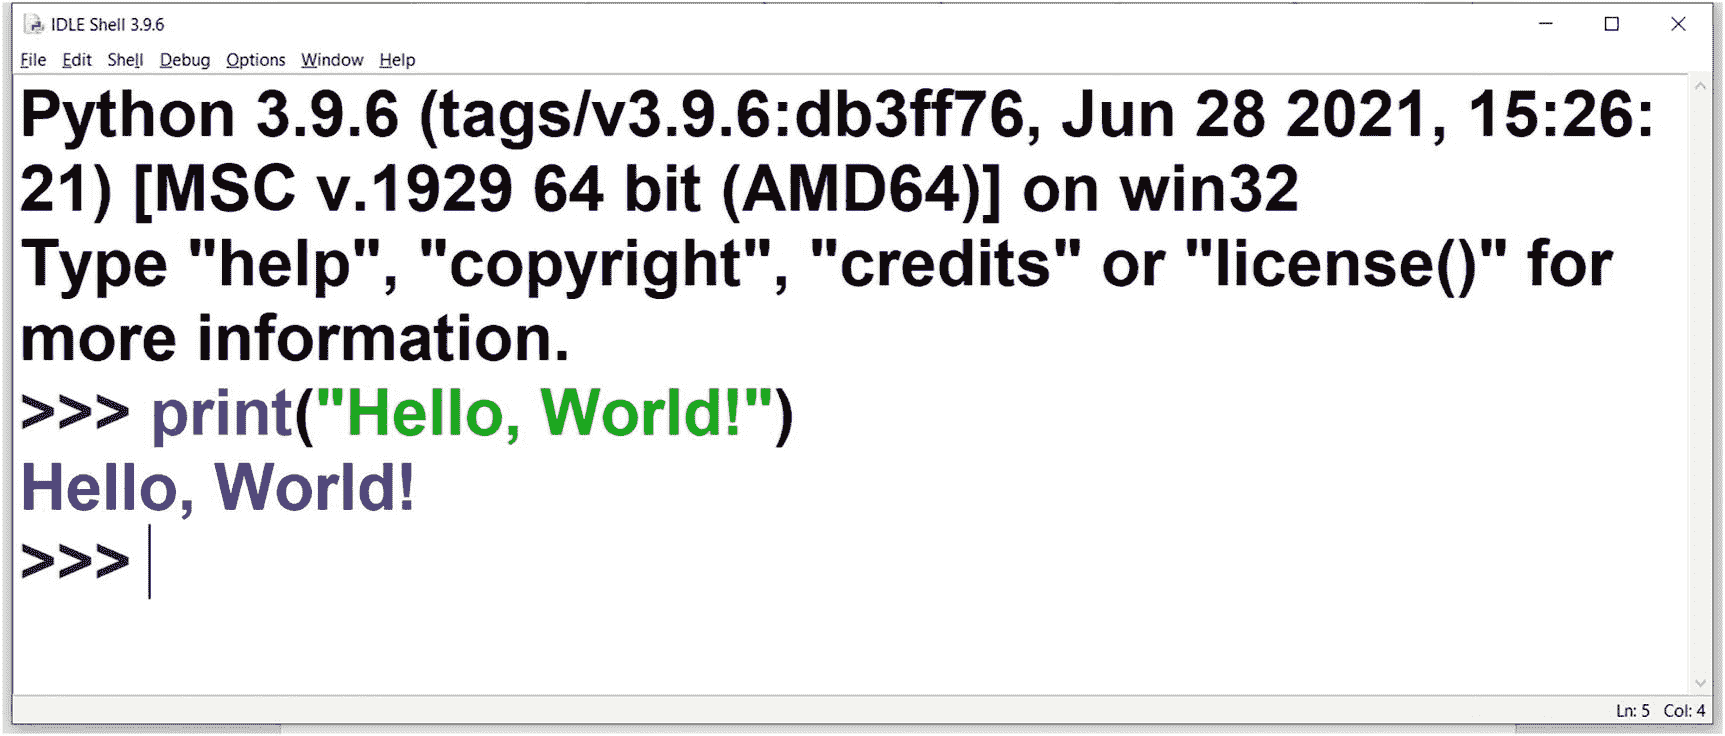 IDLE Shell 3.9.6
File Edit Shell Debug Options Window Help
Python 3.9.6 (tags/v3.9.6:db3ff76, Jun 28 2021, 15:26:
21) [MSC v.1929 64 bit (AMD64)] on win32
Type "help", "copyright", "credits" or "license()" for
more information.
>>> print("Hello, World!")
Hello, World!
>>>
Ln: 5 Col: 4